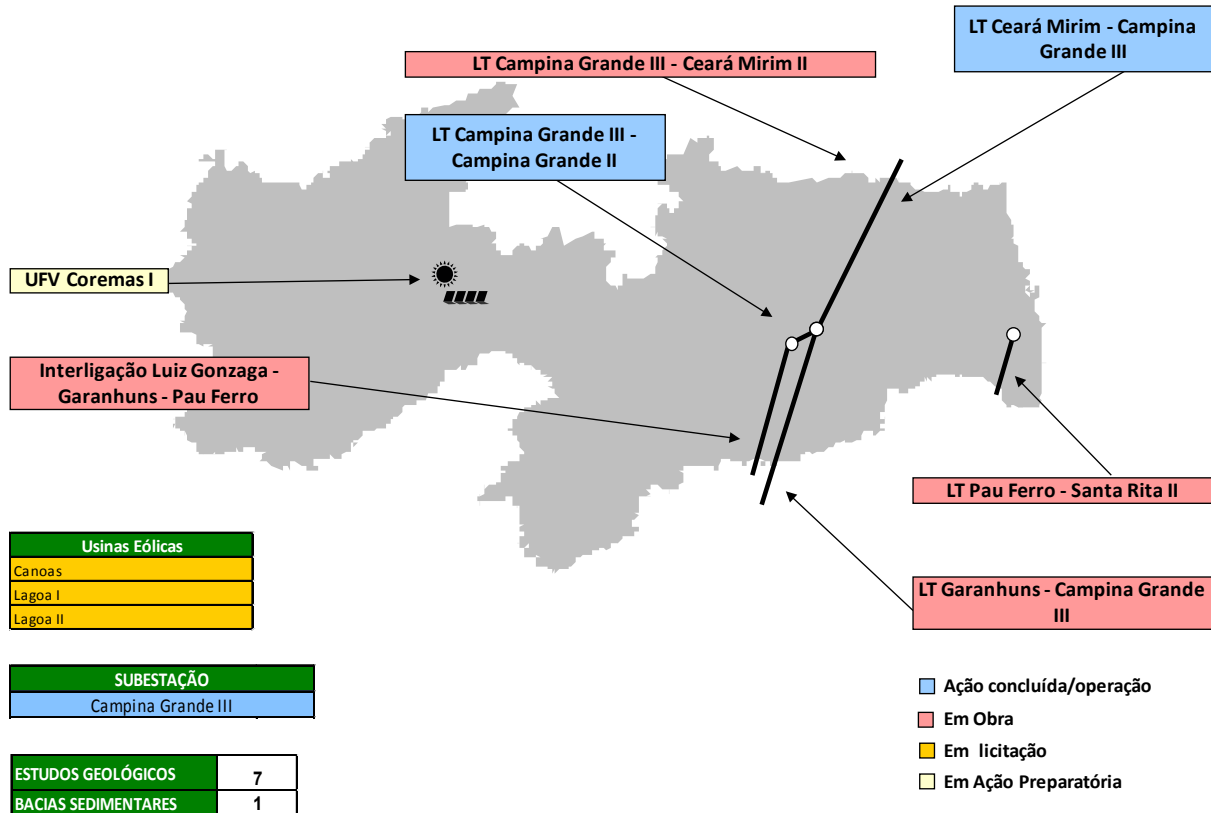 LT Ceará Mirim - Campina
Grande III
LT Campina Grande III - Ceará Mirim II
LT Campina Grande III -
Campina Grande II
UFV Coremas I
Interligação Luiz Gonzaga -
Garanhuns - Pau Ferro
LT Pau Ferro - Santa Rita II
LT Garanhuns - Campina Grande
III
Usinas Eólicas
Canoas
Lagoa I
Lagoa II
SUBESTAÇÃO
Campina Grande III
ESTUDOS GEOLÓGICOS 7
BACIAS SEDIMENTARES 1
Ação concluída/operação
Em Obra
Em licitação
Em Ação Preparatória